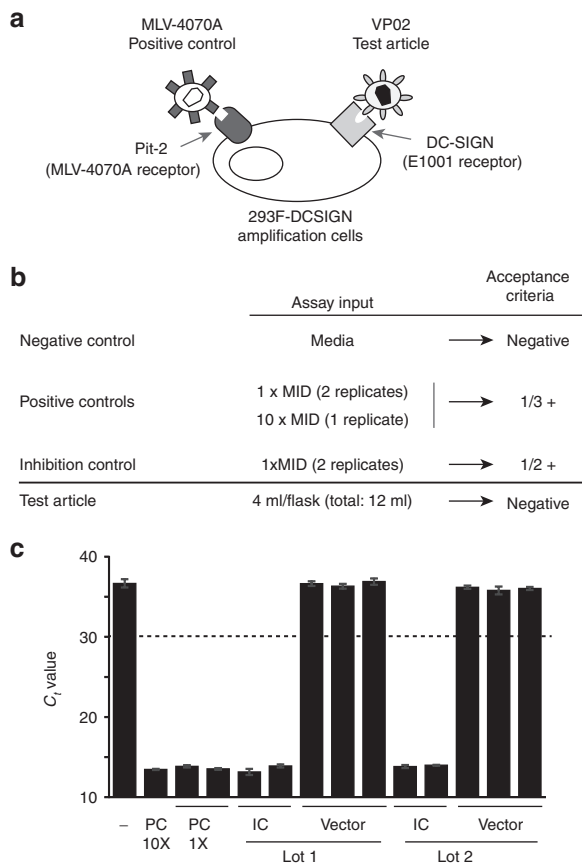 a
MLV-4070A
Positive control
VP02
Test article
Pit-2
(MLV-4070A receptor)
DC-SIGN
(E1001 receptor)
293F-DCSIGN
amplification cells
b
Assay input
Acceptance
criteria
Negative control Media Negative
Positive controls 1 x MID (2 replicates) 1/3 +
10 x MID (1 replicate)
Inhibition control 1xMID (2 replicates) 1/2 +
Test article 4 ml/flask (total: 12 ml) Negative
c
40
30
20
10
Ct value
– PC 10X PC 1X IC Vector IC Vector
Lot 1 Lot 2